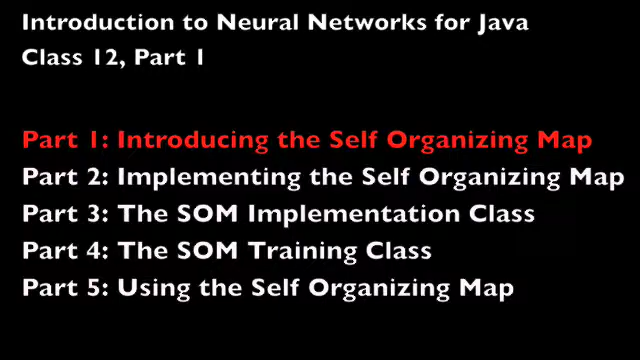 Introduction to Neural Networks for Java
Class 12, Part 1
Part 1: Introducing the Self Organizing Map
Part 2: Implementing the Self Organizing Map
Part 3: The SOM Implementation Class
Part 4: The SOM Training Class
Part 5: Using the Self Organizing Map